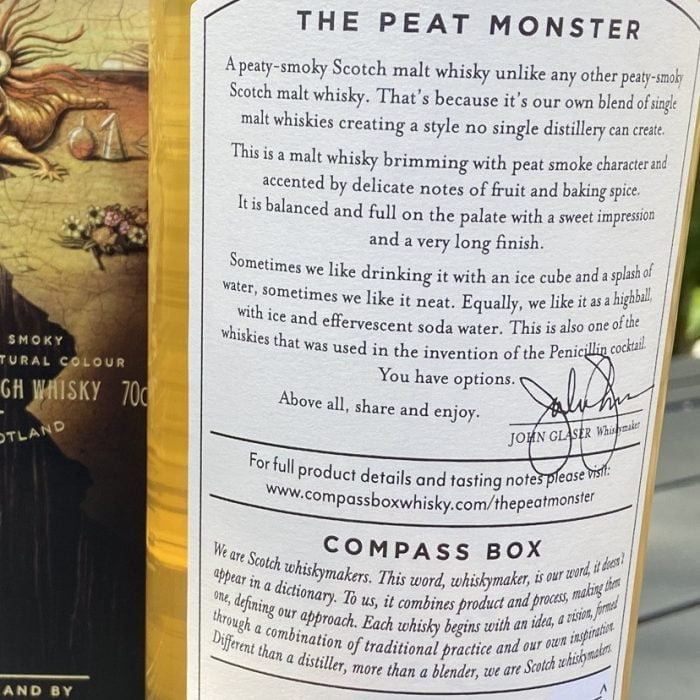 THE PEAT MONSTER
A peaty-smoky Scotch malt whisky unlike any other peaty-smoky
Scotch malt whisky. That's because it's our own blend of single
malt whiskies creating a style no single distillery can create.
This is a malt whisky brimming with peat smoke character and
accented by delicate notes of fruit and baking spice.
It is balanced and full on the palate with a sweet impression
and a very long finish.
Sometimes we like drinking it with an ice cube and a splash of
water, sometimes we like it neat. Equally, we like it as a highball,
with ice and effervescent soda water. This is also one of the
whiskies that was used in the invention of the Penicillin cocktail.
You have options.
Above all, share and enjoy.
JOHN GLASER Whiskymaker
For full product details and tasting notes please visit:
www.compassboxwhisky.com/thepeatmonster
COMPASS BOX
We are Scotch whiskymakers. This word, whiskymaker, is our word, it doesn't
appear in a dictionary. To us, it combines product and process, making them
one, defining our approach. Each whisky begins with an idea, a vision, formed
through a combination of traditional practice and our own inspiration.
Different than a distiller, more than a blender, we are Scotch whiskymakers.
SMOKY
TURAL COLOUR
GH WHISKY 70c
OTLAND
AND BY